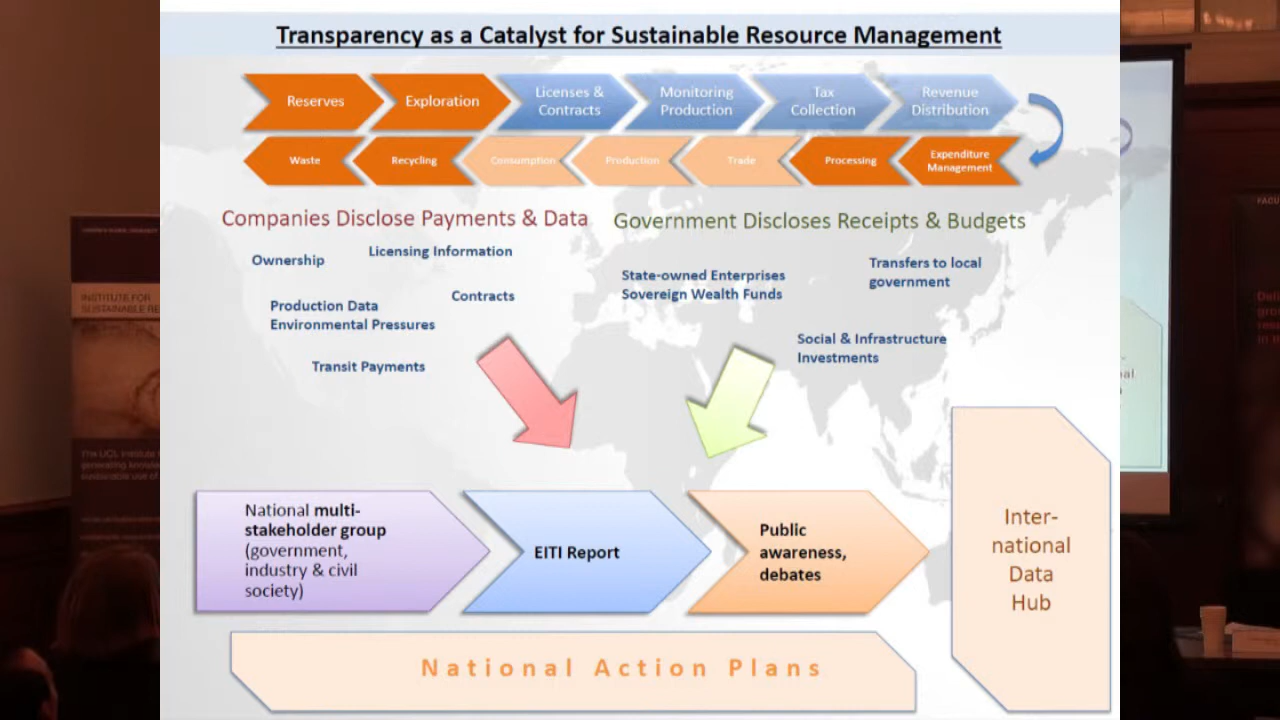 Transparency as a Catalyst for Sustainable Resource Management
Reserves
Exploration
Licenses &
Contracts
Monitoring
Production
Tax
Collection
Revenue
Distribution
Waste
Recycling
Consumption
Production
Trade
Processing
Expenditure
Management
Companies Disclose Payments & Data
Government Discloses Receipts & Budgets
Ownership
Licensing Information
Production Data
Environmental Pressures
Contracts
Transit Payments
State-owned Enterprises
Sovereign Wealth Funds
Transfers to local
government
Social & Infrastructure
Investments
National multi-
stakeholder group
(government,
industry & civil
society)
EITI Report
Public
awareness,
debates
Inter-
national
Data
Hub
National Action Plans
INSTITUTE FOR
SUSTAINABLE RE